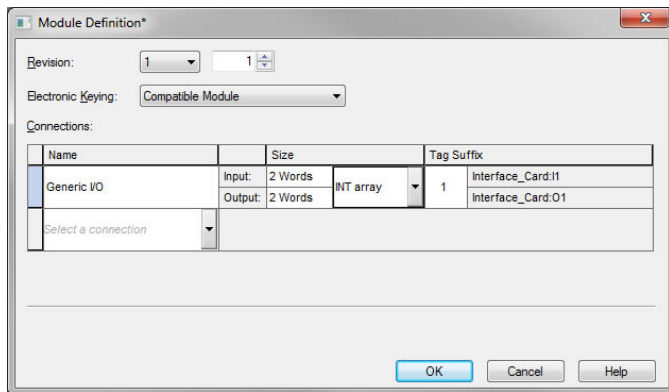 Module Definition*
Revision: 1 1
Electronic Keying: Compatible Module
Connections:
Name Size Tag Suffix
Generic I/O Input: 2 Words INT array 1 Interface_Card:I1
Output: 2 Words Interface_Card:O1
Select a connection
OK Cancel Help